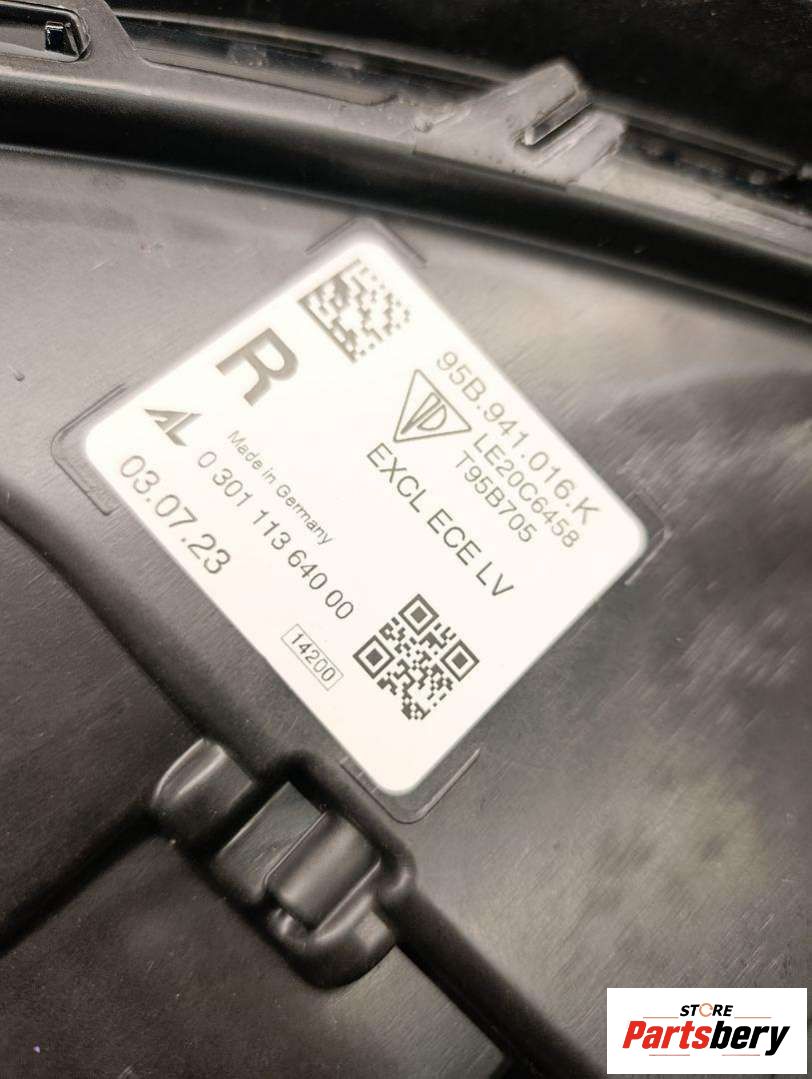 95B.941.016.K
LE20C6458
T95B705
EXCL ECE LV
R
AL
Made in Germany
0 301 113 640 00
03.07.23
14200
STORE
Partsbery